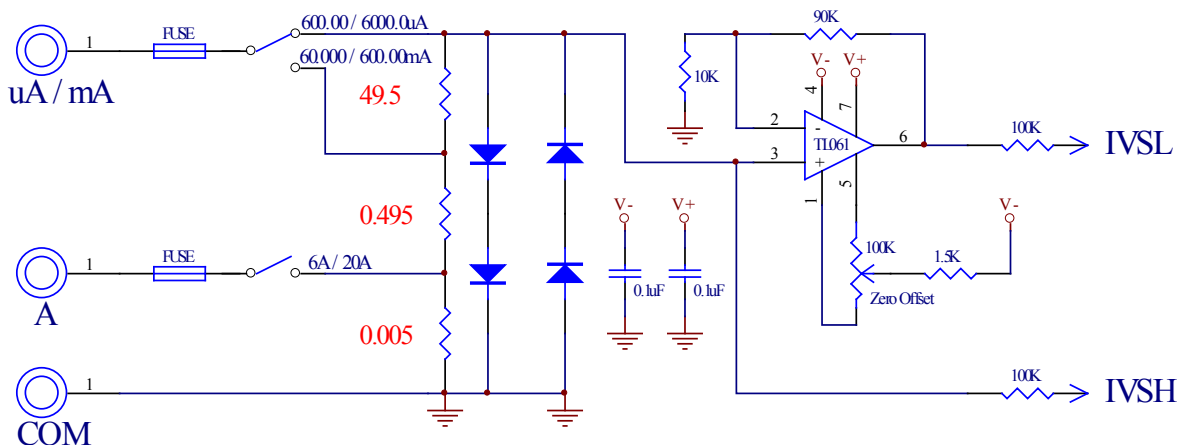 600.00 / 6000.0uA
90K
FUSE
1
60.000 / 600.00mA
V-
V+
uA / mA
10K
49.5
4
7
2
-
TL061
6
100K
IVSL
3
+
1
5
V-
V+
V-
0.495
FUSE
6A / 20A
100K
1.5K
1
0.1uF
0.1uF
Zero Offset
A
0.005
1
100K
IVSH
COM